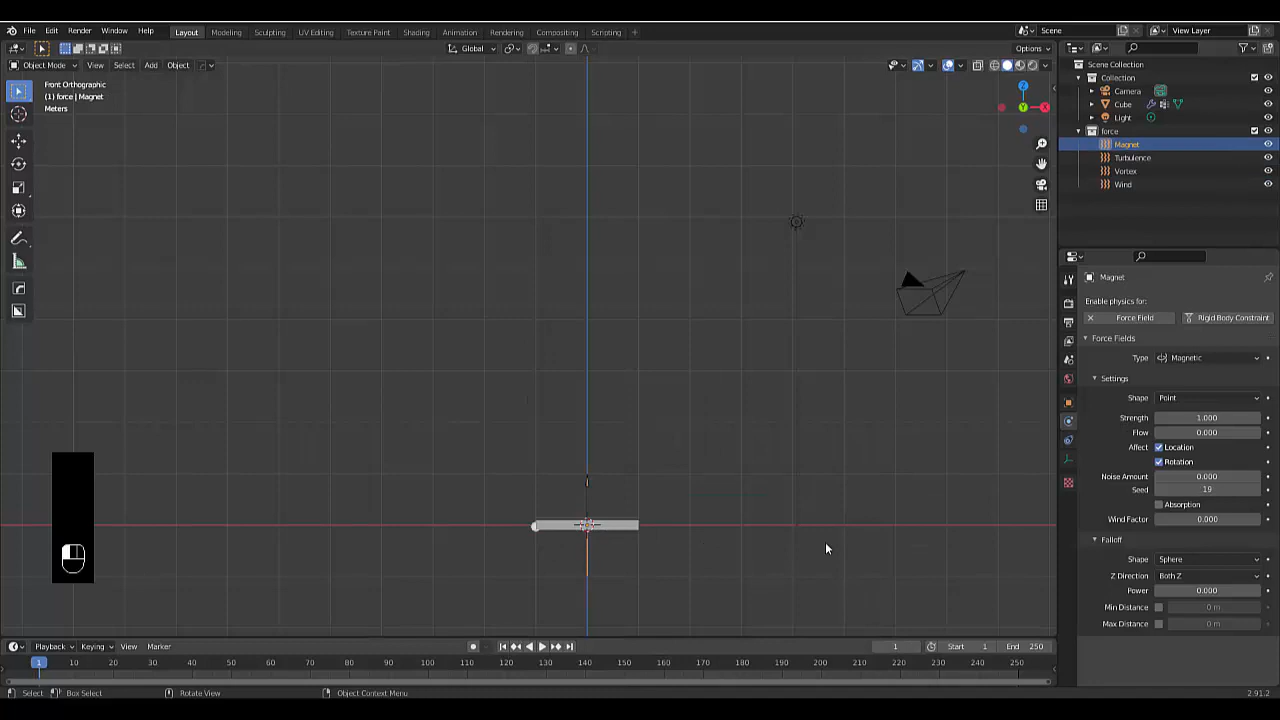 File Edit Render Window Help Layout Modeling Sculpting UV Editing Texture Paint Shading Animation Rendering Compositing Scripting + Scene View Layer
Global Options
Object Mode View Select Add Object
Front Orthographic
(1) force | Magnet
Meters
Z
Y
X
Scene Collection
Collection
Camera
Cube
Light
force
Magnet
Turbulence
Vortex
Wind
Magnet
Enable physics for:
Force Field Rigid Body Constraint
Force Fields
Type Magnetic
Settings
Shape Point
Strength 1.000
Flow 0.000
Affect Location
Rotation
Noise Amount 0.000
Seed 19
Absorption
Wind Factor 0.000
Falloff
Shape Sphere
Z Direction Both Z
Power 0.000
Min Distance 0 m
Max Distance 0 m
Playback Keying View Marker 1 Start 1 End 250
1 10 20 30 40 50 60 70 80 90 100 110 120 130 140 150 160 170 180 190 200 210 220 230 240 250
Select Box Select Rotate View Object Context Menu 2.91.2